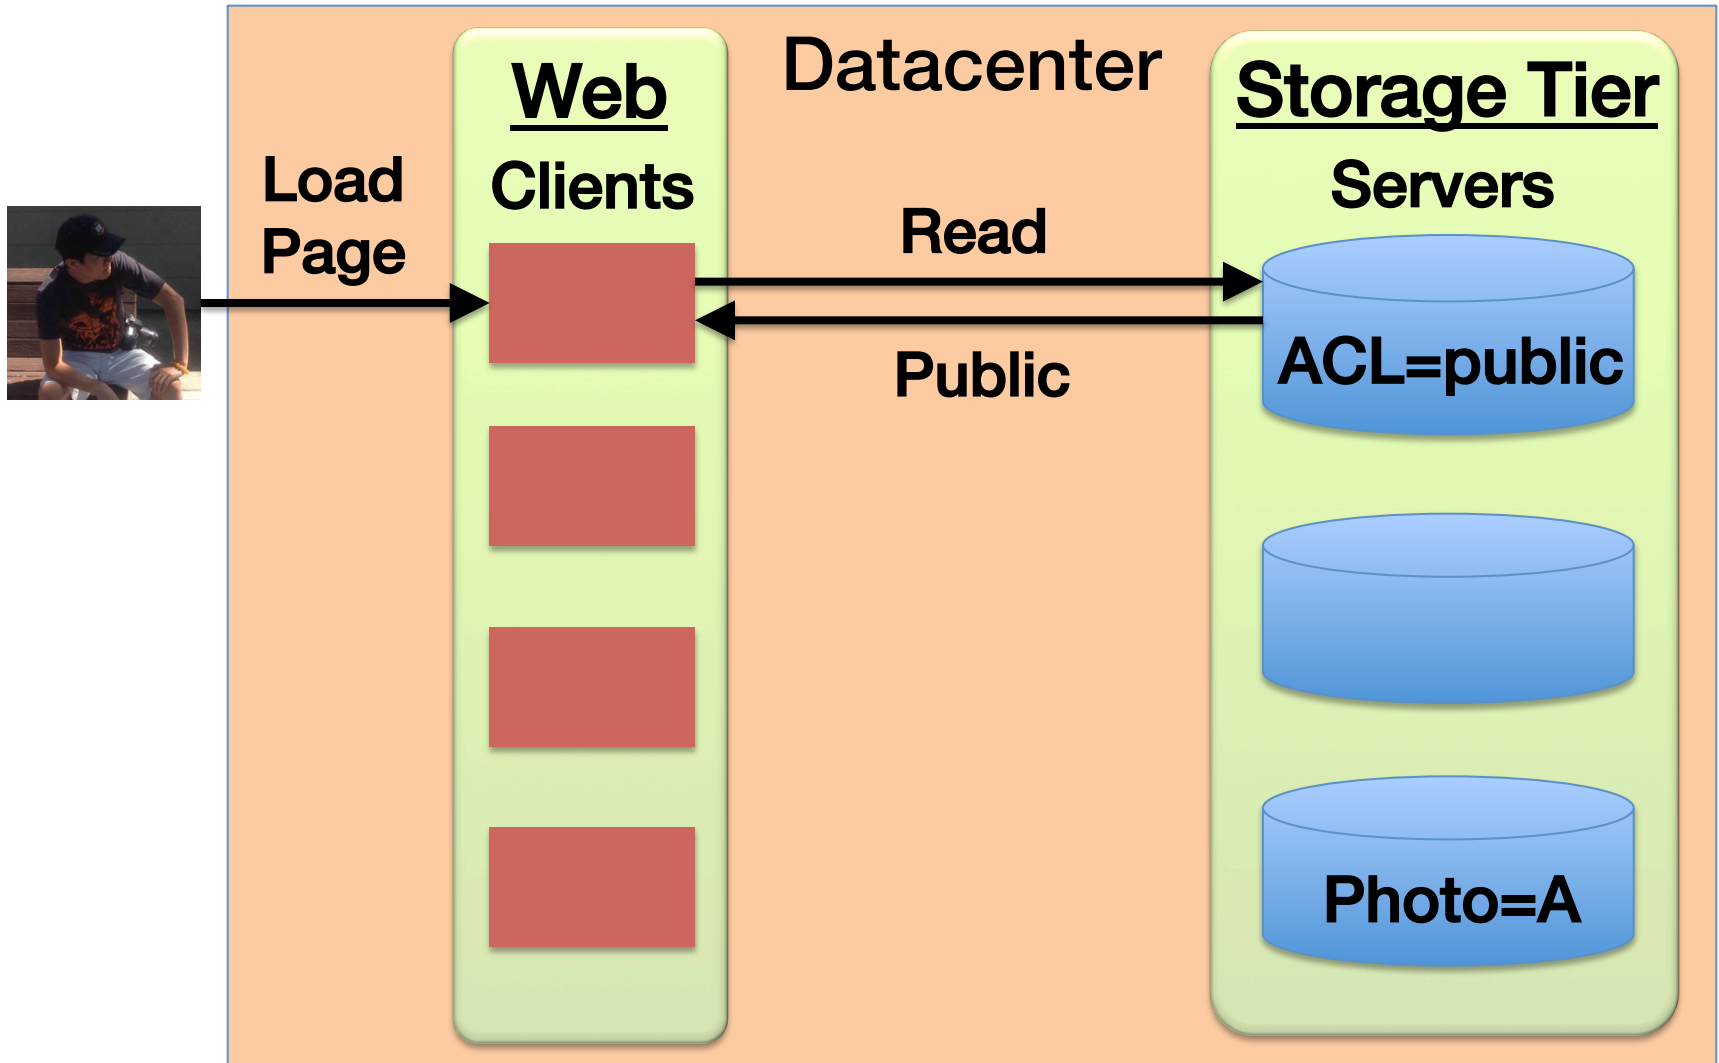 Datacenter
Web
Clients
Storage Tier
Servers
Load
Page
Read
Public
ACL=public
Photo=A